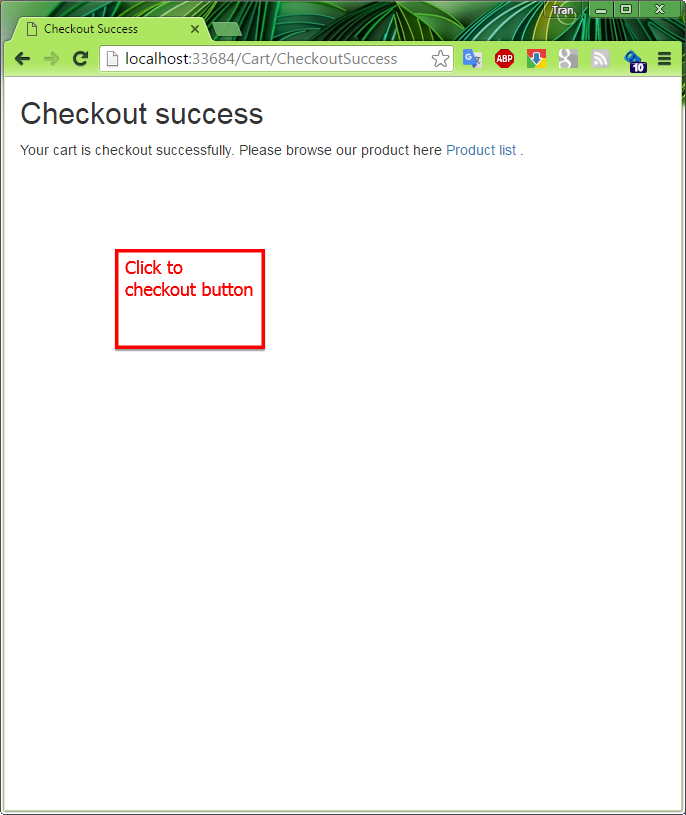 Tran
Checkout Success
localhost:33684/Cart/CheckoutSuccess
ABP
g
10
Checkout success
Your cart is checkout successfully. Please browse our product here Product list .
Click to
checkout button